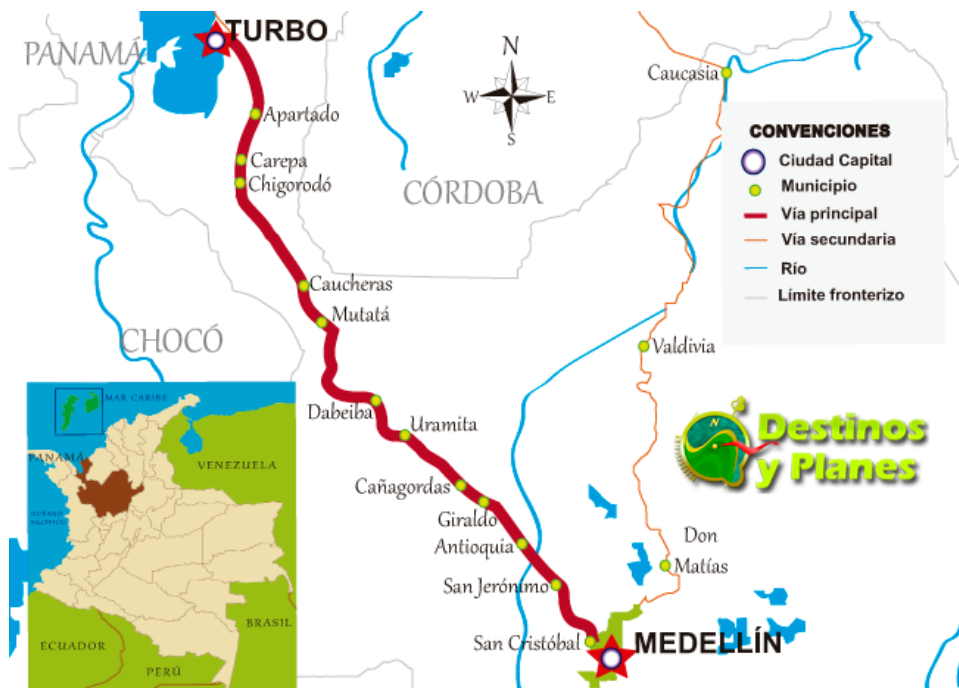 TURBO
PANAMÁ
N
W
E
S
Caucasia
Apartado
CONVENCIONES
Ciudad Capital
Municipio
Vía principal
Vía secundaria
Río
Límite fronterizo
Carepa
Chigorodó
CÓRDOBA
Caucheras
Mutatá
CHOCÓ
Valdivia
Dabeiba
Uramita
MAR CARIBE
PANAMÁ
VENEZUELA
OCÉANO
PACÍFICO
ECUADOR
PERÚ
BRASIL
N
Destinos
y Planes
Cañagordas
Giraldo
Antioquia
San Jerónimo
Don
Matías
San Cristóbal
MEDELLÍN